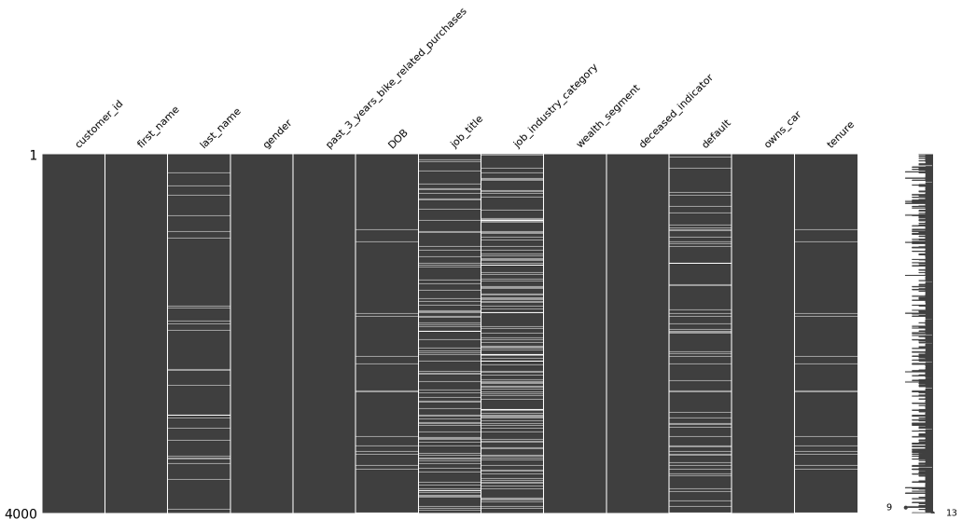 customer_id
first_name
last_name
gender
past_3_years_bike_related_purchases
DOB
job_title
job_industry_category
wealth_segment
deceased_indicator
default
owns_car
tenure
1
4000
9
13